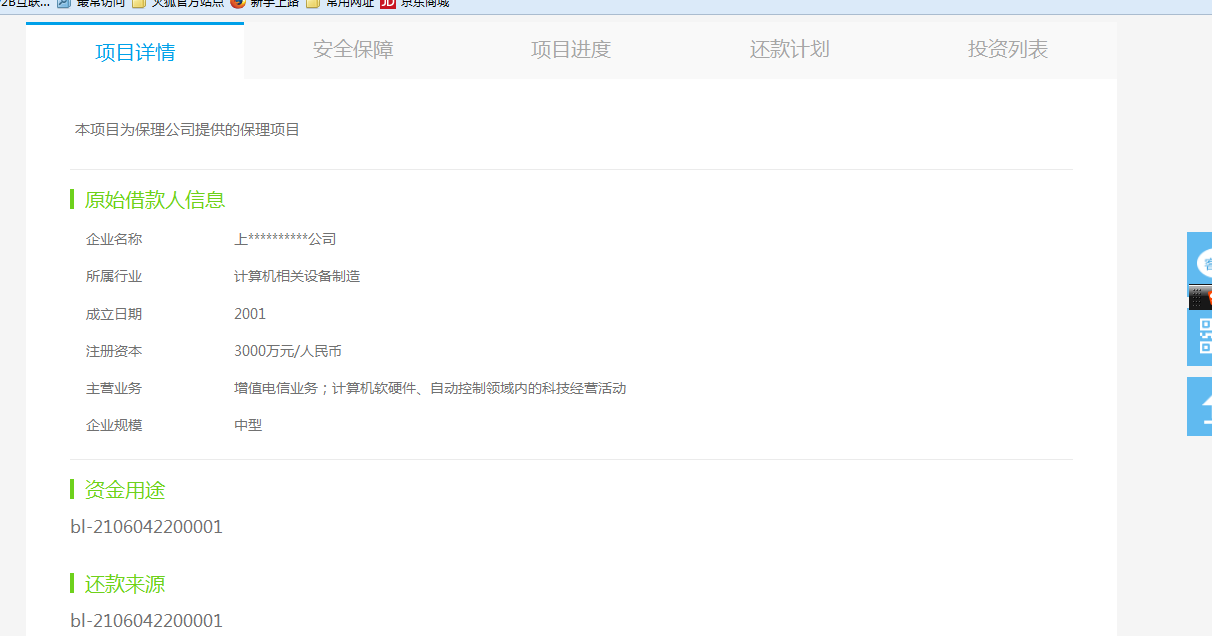 最常访问 火狐官方站点 新手上路 常用网址 JD 京东商城
项目详情 安全保障 项目进度 还款计划 投资列表
本项目为保理公司提供的保理项目
原始借款人信息
企业名称 上**********公司
所属行业 计算机相关设备制造
成立日期 2001
注册资本 3000万元/人民币
主营业务 增值电信业务；计算机软硬件、自动控制领域内的科技经营活动
企业规模 中型
资金用途
bl-2106042200001
还款来源
bl-2106042200001